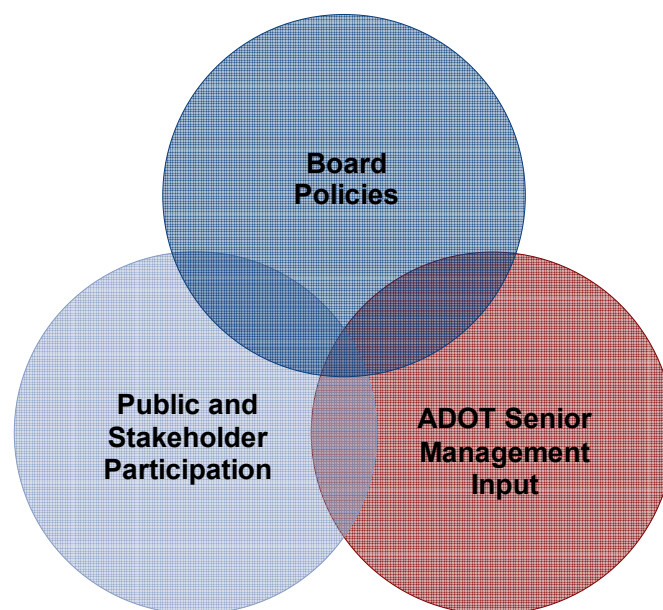 Board
Policies
Public and
Stakeholder
Participation
ADOT Senior
Management
Input